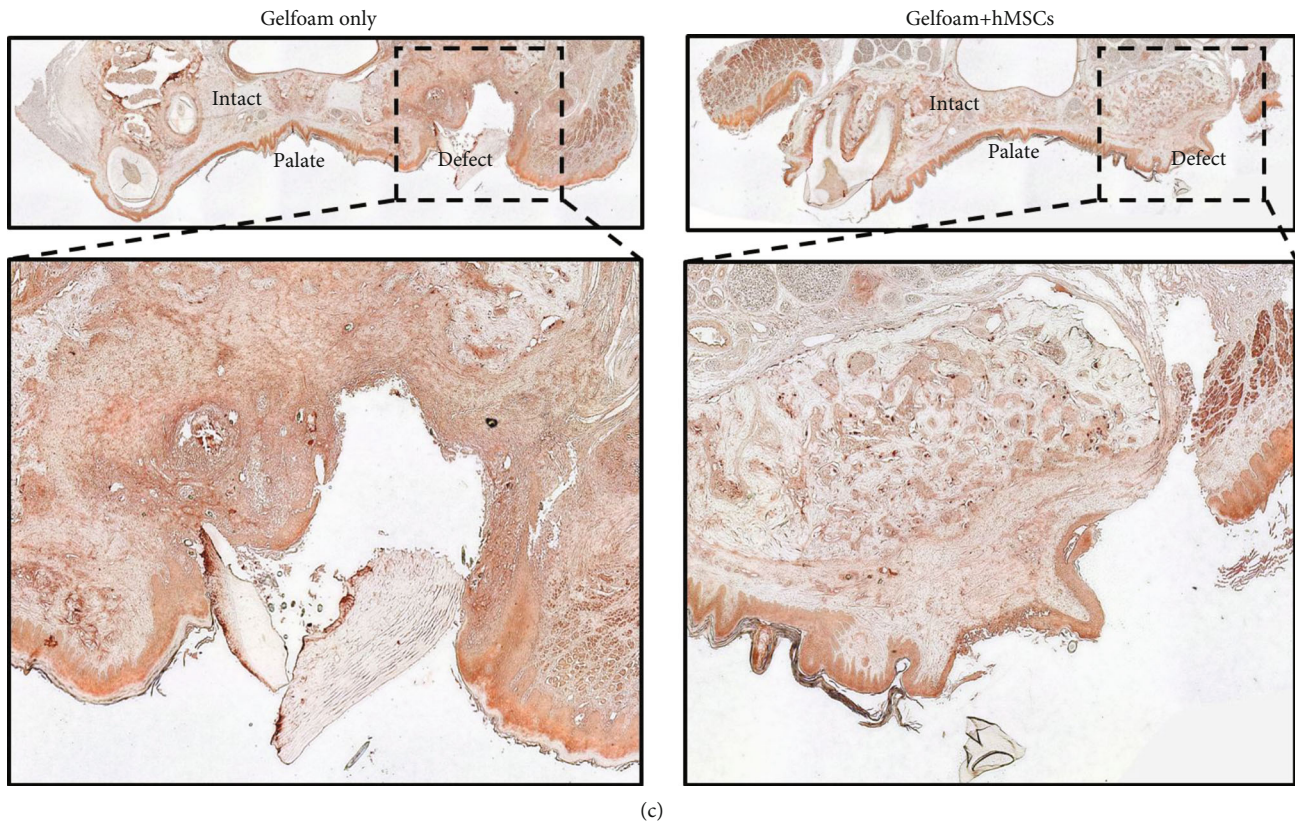 Gelfoam only
Gelfoam+hMSCs
Intact
Palate
Defect
Intact
Palate
Defect
(c)